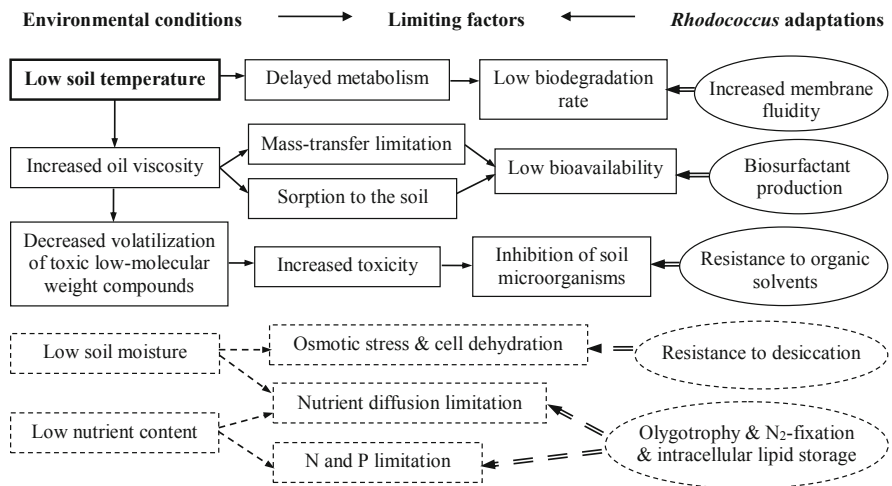 Environmental conditions
Limiting factors
Rhodococcus adaptations
Low soil temperature
Delayed metabolism
Low biodegradation
rate
Increased membrane
fluidity
Increased oil viscosity
Mass-transfer limitation
Sorption to the soil
Low bioavailability
Biosurfactant
production
Decreased volatilization
of toxic low-molecular
weight compounds
Increased toxicity
Inhibition of soil
microorganisms
Resistance to organic
solvents
Low soil moisture
Osmotic stress & cell dehydration
Resistance to desiccation
Nutrient diffusion limitation
Low nutrient content
N and P limitation
Olygotrophy & N₂-fixation
& intracellular lipid storage